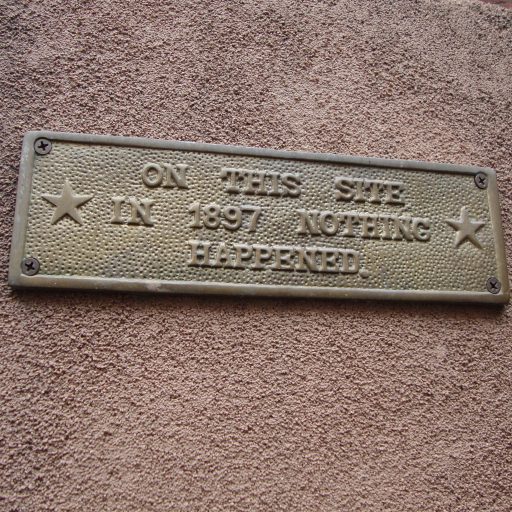 ON THIS SITE
IN 1897 NOTHING
HAPPENED.